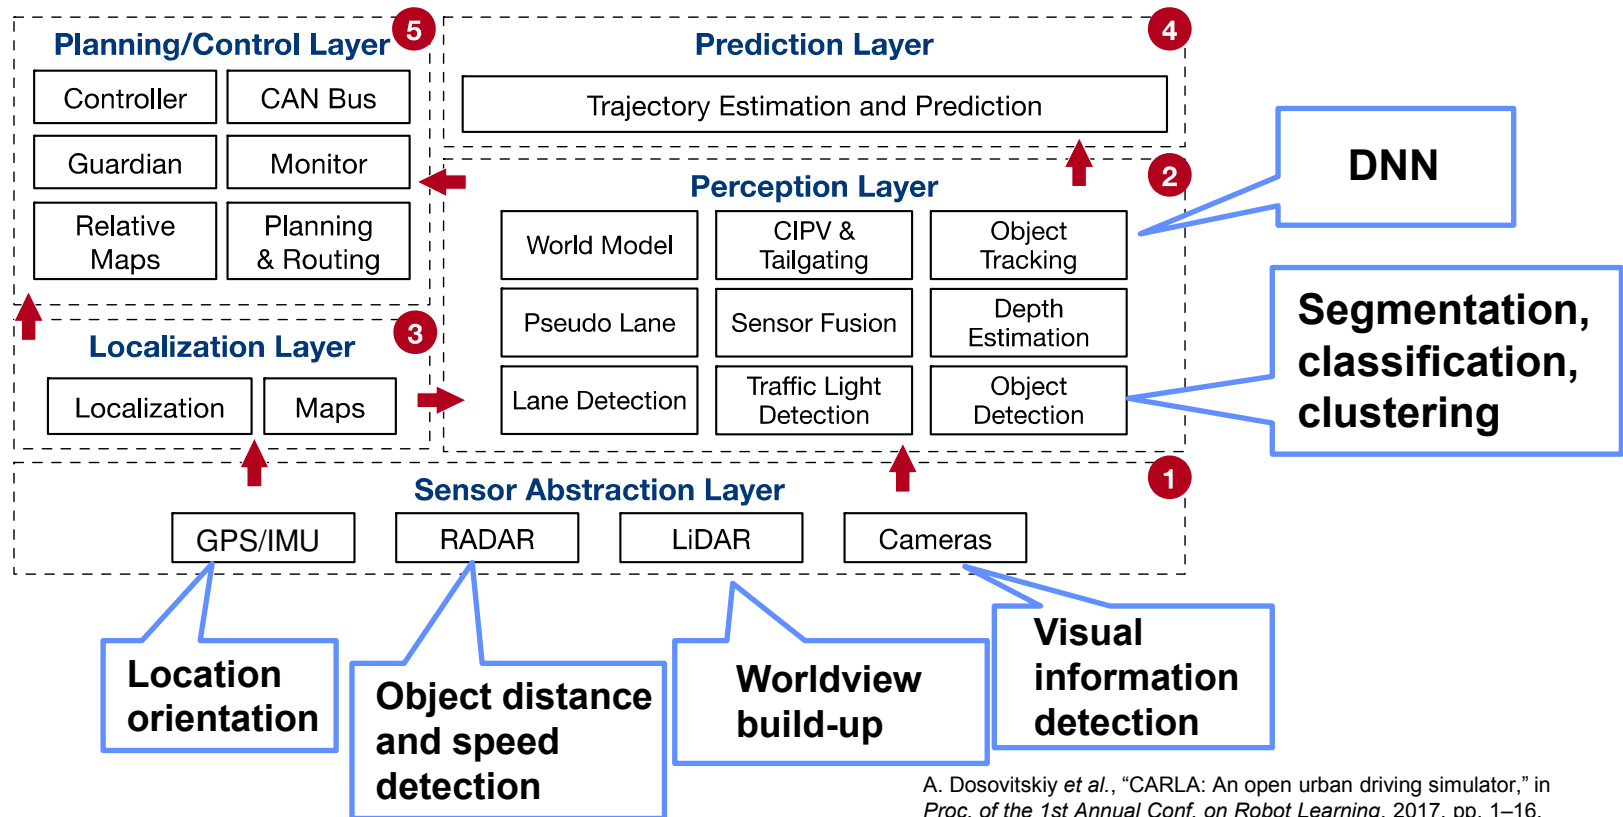 Planning/Control Layer
5
Controller
CAN Bus
Guardian
Monitor
Relative
Maps
Planning
& Routing
Prediction Layer
4
Trajectory Estimation and Prediction
Perception Layer
2
World Model
CIPV &
Tailgating
Object
Tracking
Pseudo Lane
Sensor Fusion
Depth
Estimation
Lane Detection
Traffic Light
Detection
Object
Detection
DNN
Segmentation,
classification,
clustering
Localization Layer
3
Localization
Maps
Sensor Abstraction Layer
1
GPS/IMU
RADAR
LiDAR
Cameras
Location
orientation
Object distance
and speed
detection
Worldview
build-up
Visual
information
detection
A. Dosovitskiy et al., “CARLA: An open urban driving simulator,” in
Proc. of the 1st Annual Conf. on Robot Learning, 2017, pp. 1–16.